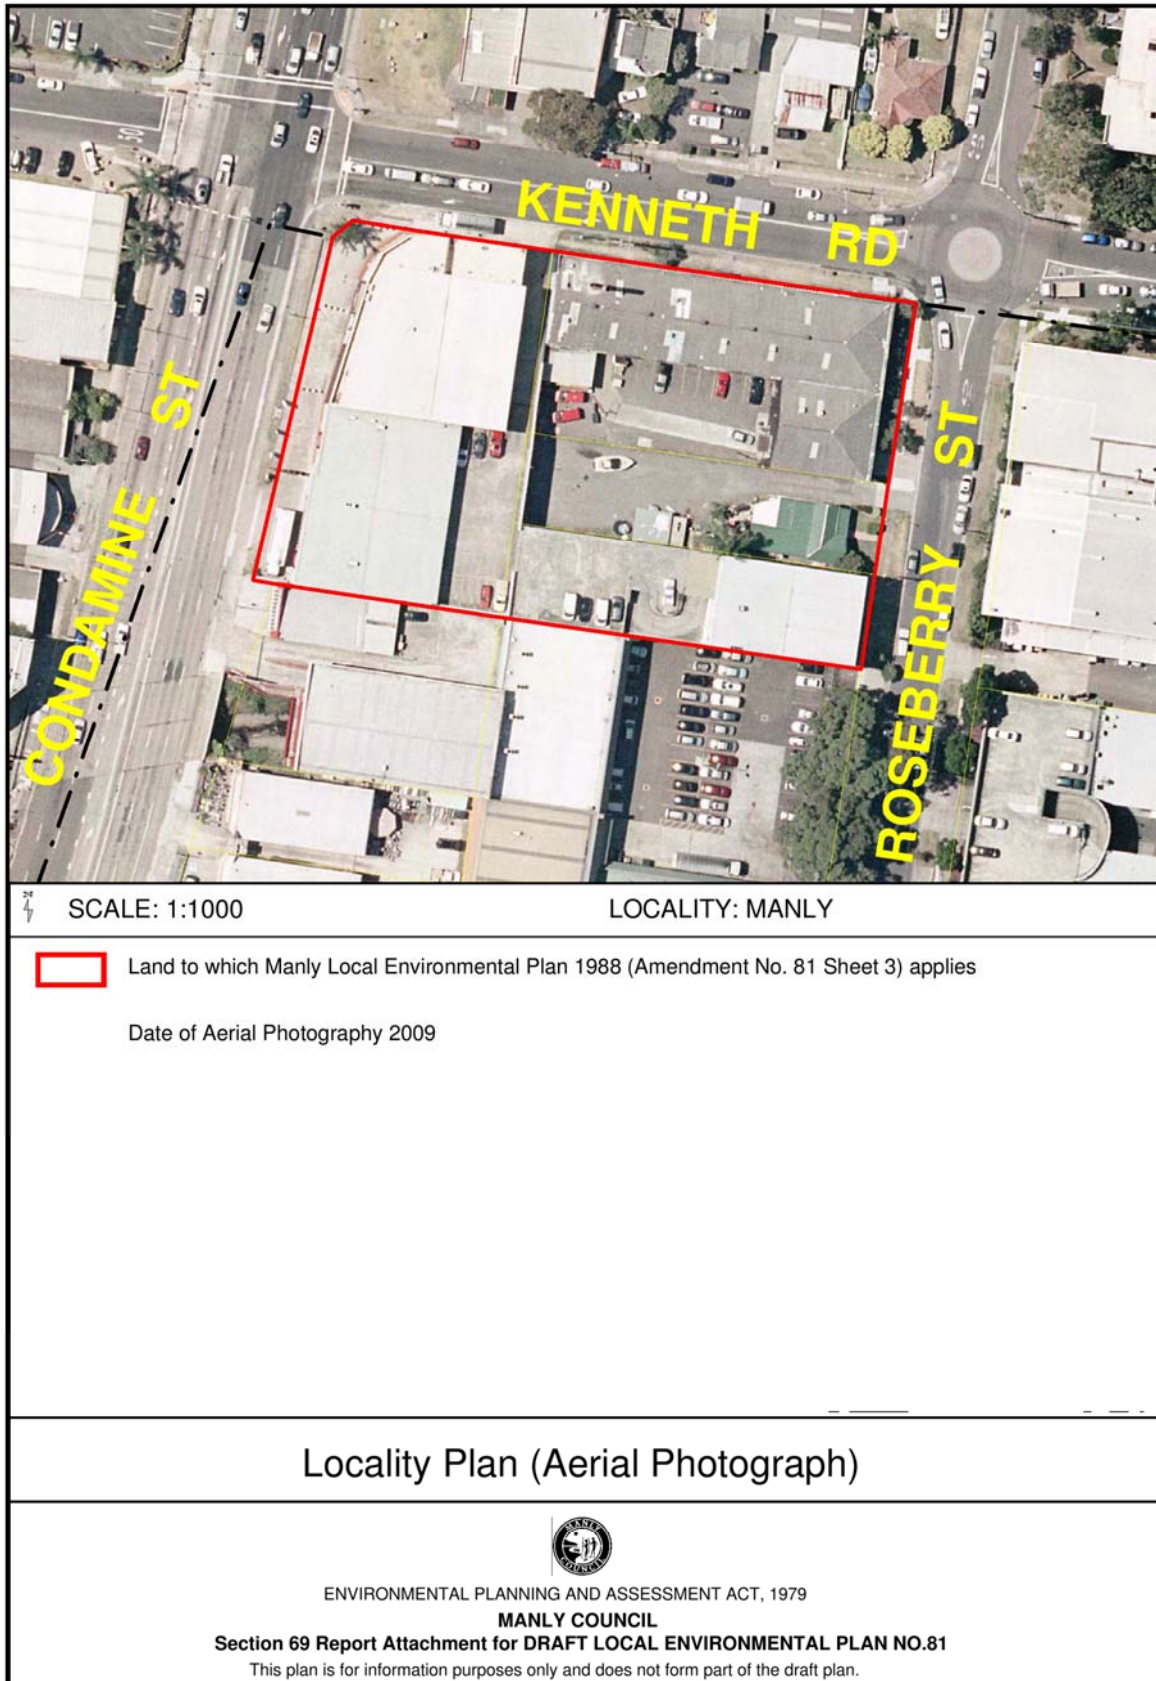 50
KENNETH RD
CONDAMINE ST
ROSEBERRY ST
SCALE: 1:1000
LOCALITY: MANLY
Land to which Manly Local Environmental Plan 1988 (Amendment No. 81 Sheet 3) applies
Date of Aerial Photography 2009
Locality Plan (Aerial Photograph)
MANLY
COUNCIL
ENVIRONMENTAL PLANNING AND ASSESSMENT ACT, 1979
MANLY COUNCIL
Section 69 Report Attachment for DRAFT LOCAL ENVIRONMENTAL PLAN NO.81
This plan is for information purposes only and does not form part of the draft plan.